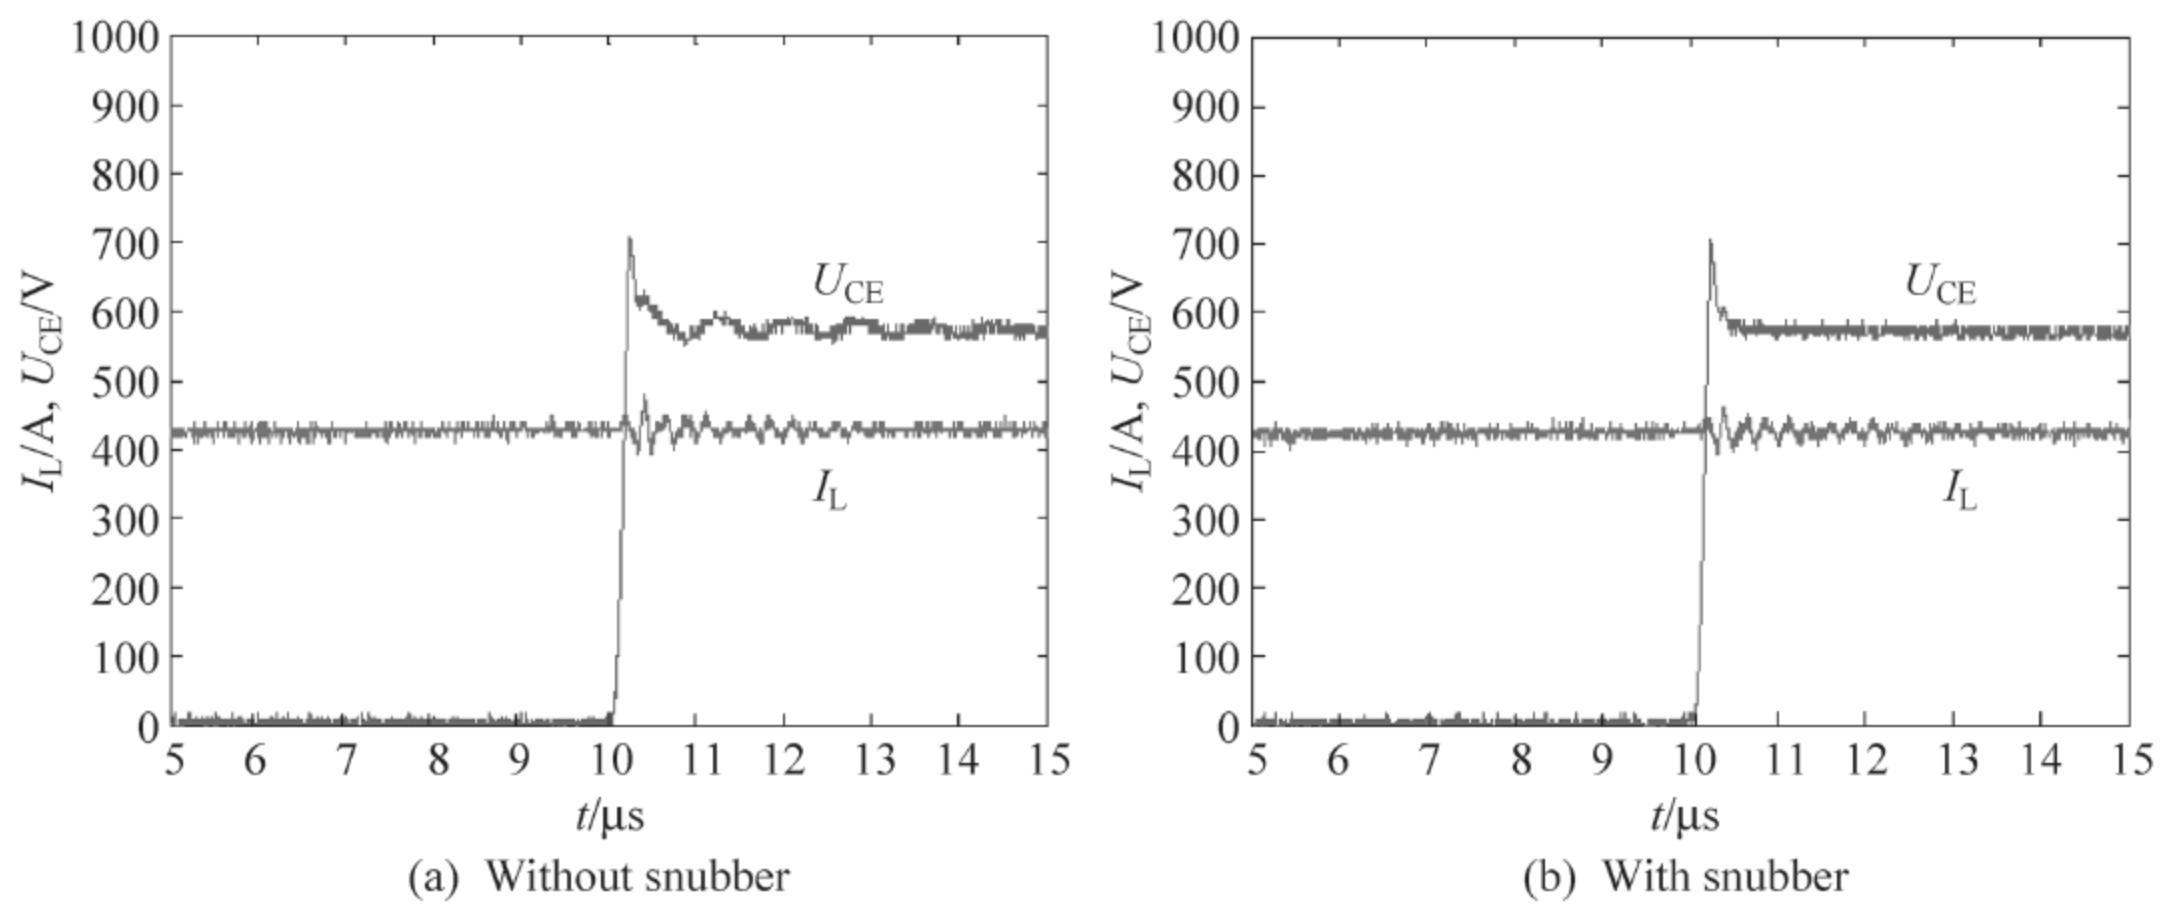 1000
900
800
700
600
500
400
300
200
100
0
I_L/A, U_CE/V
U_CE
I_L
5 6 7 8 9 10 11 12 13 14 15
t/μs
(a) Without snubber
1000
900
800
700
600
500
400
300
200
100
0
I_L/A, U_CE/V
U_CE
I_L
5 6 7 8 9 10 11 12 13 14 15
t/μs
(b) With snubber